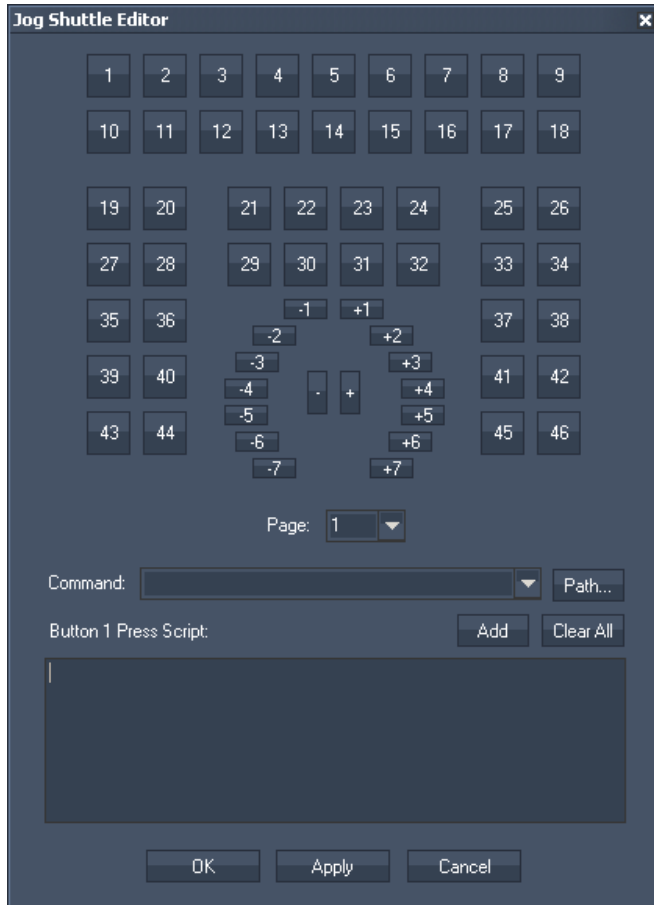 Jog Shuttle Editor
1 2 3 4 5 6 7 8 9
10 11 12 13 14 15 16 17 18
19 20 21 22 23 24 25 26
27 28 29 30 31 32 33 34
-1 +1
35 36 37 38
-2 +2
-3 +3
39 40 41 42
-4 - + +4
-5 +5
43 44 45 46
-6 +6
-7 +7
Page: 1
Command: Path...
Button 1 Press Script: Add Clear All
OK Apply Cancel